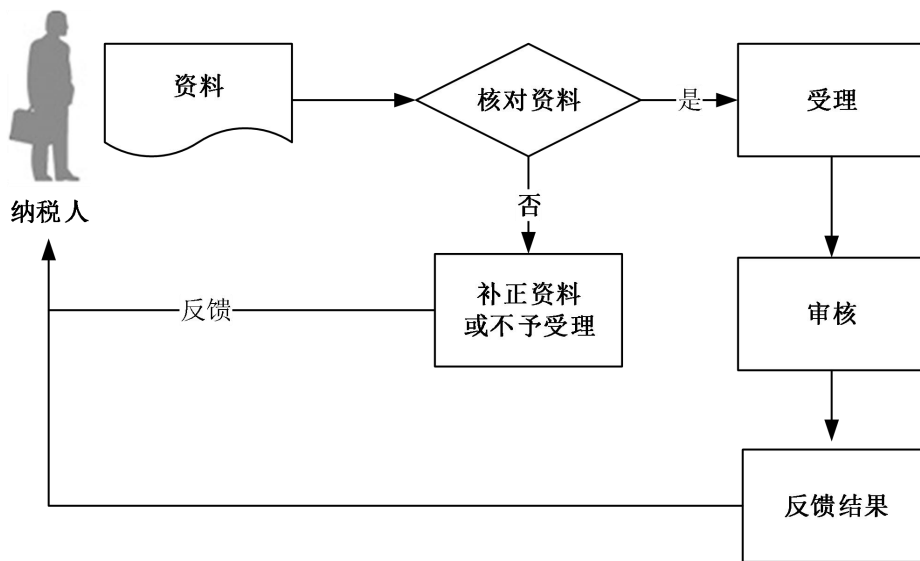 资料
核对资料
是
受理
纳税人
否
补正资料
或不予受理
反馈
审核
反馈结果